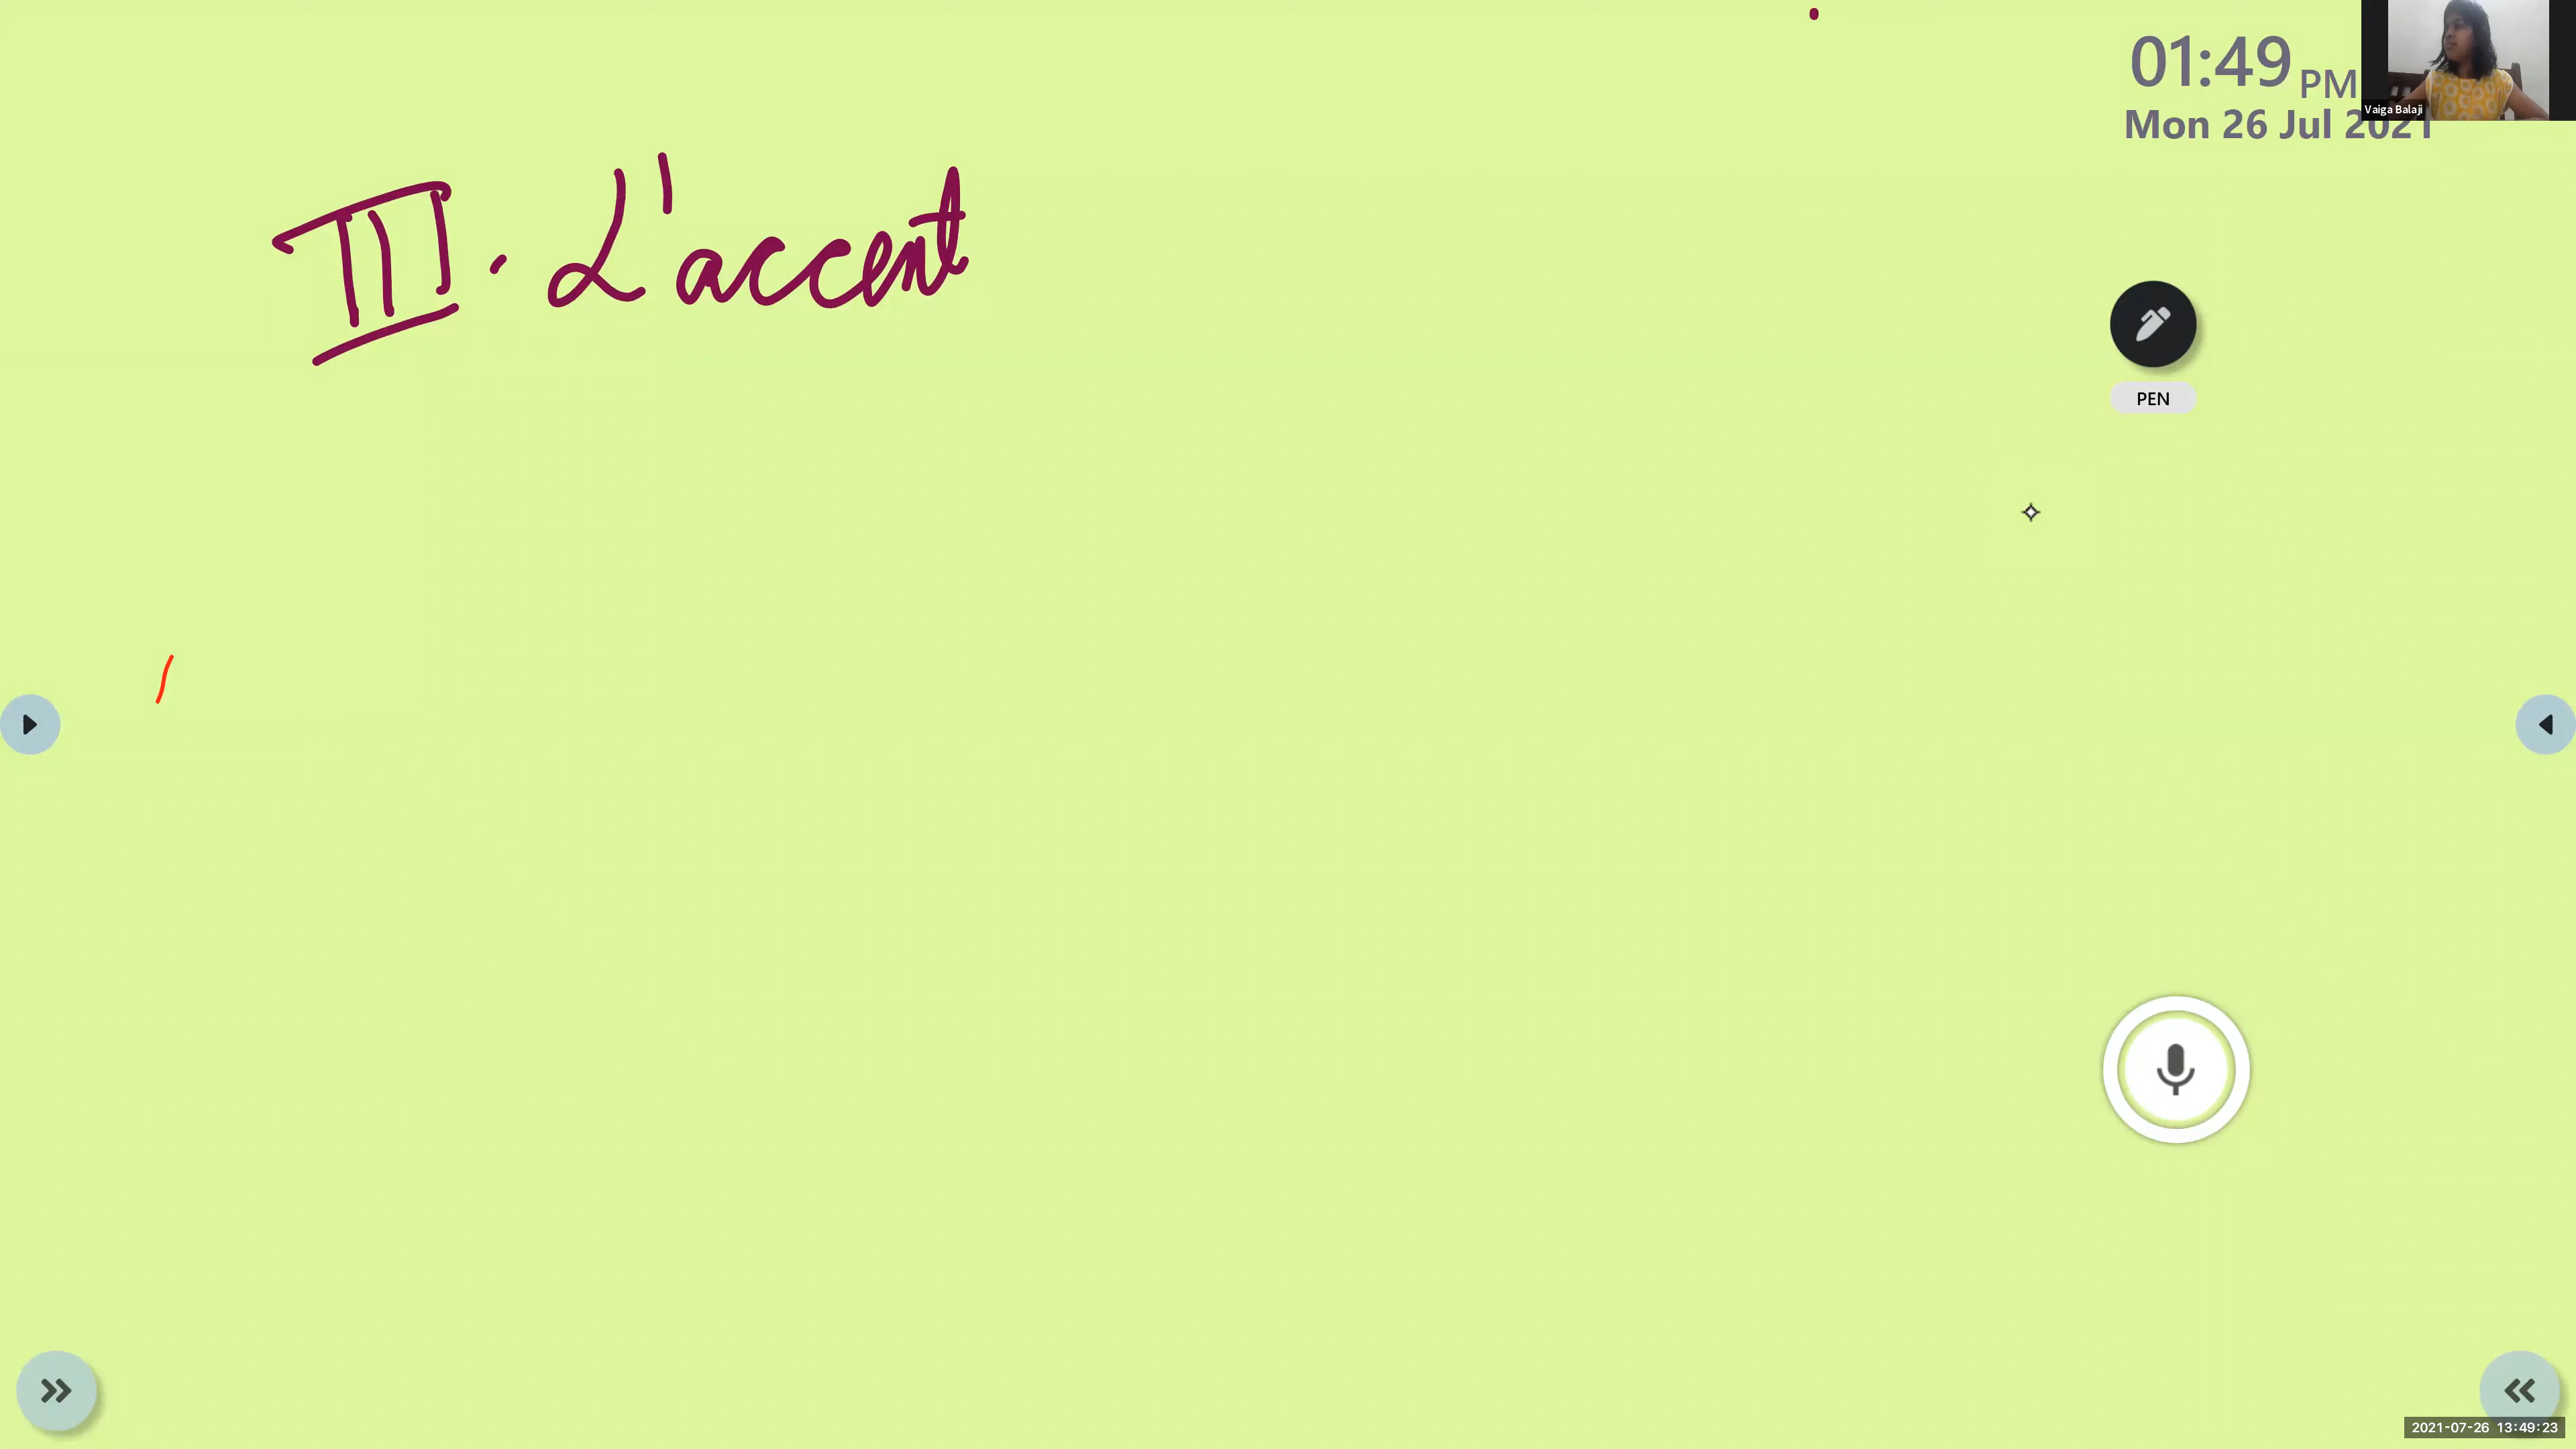 01:49 PM
Mon 26 Jul 2021
Vaiga Balaji
III. L'accent
PEN
2021-07-26 13:49:23